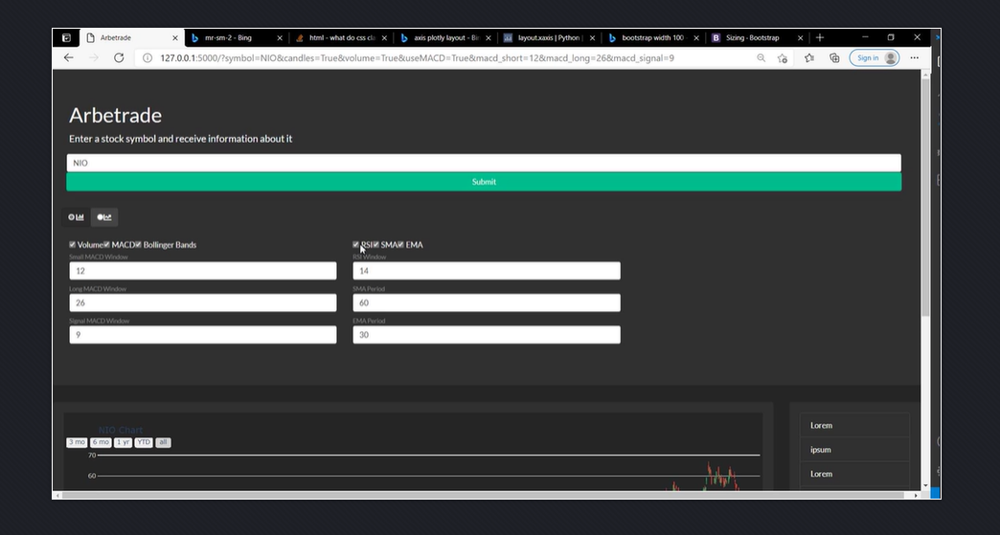 Arbetrade
mr-sm-2 - Bing
html - what do css cl
axis plotly layout - Bi
layout.xaxis | Python |
bootstrap width 100
B Sizing · Bootstrap
127.0.0.1:5000/?symbol=NIO&candles=True&volume=True&useMACD=True&macd_short=12&macd_long=26&macd_signal=9
Sign in
Arbetrade
Enter a stock symbol and receive information about it
NIO
Submit
Volume MACD Bollinger Bands
Small MACD Window
12
Long MACD Window
26
Signal MACD Window
9
RSI SMA EMA
RSI Window
14
SMA Period
60
EMA Period
30
NIO Chart
3 mo 6 mo 1 yr YTD all
70
60
Lorem
ipsum
Lorem